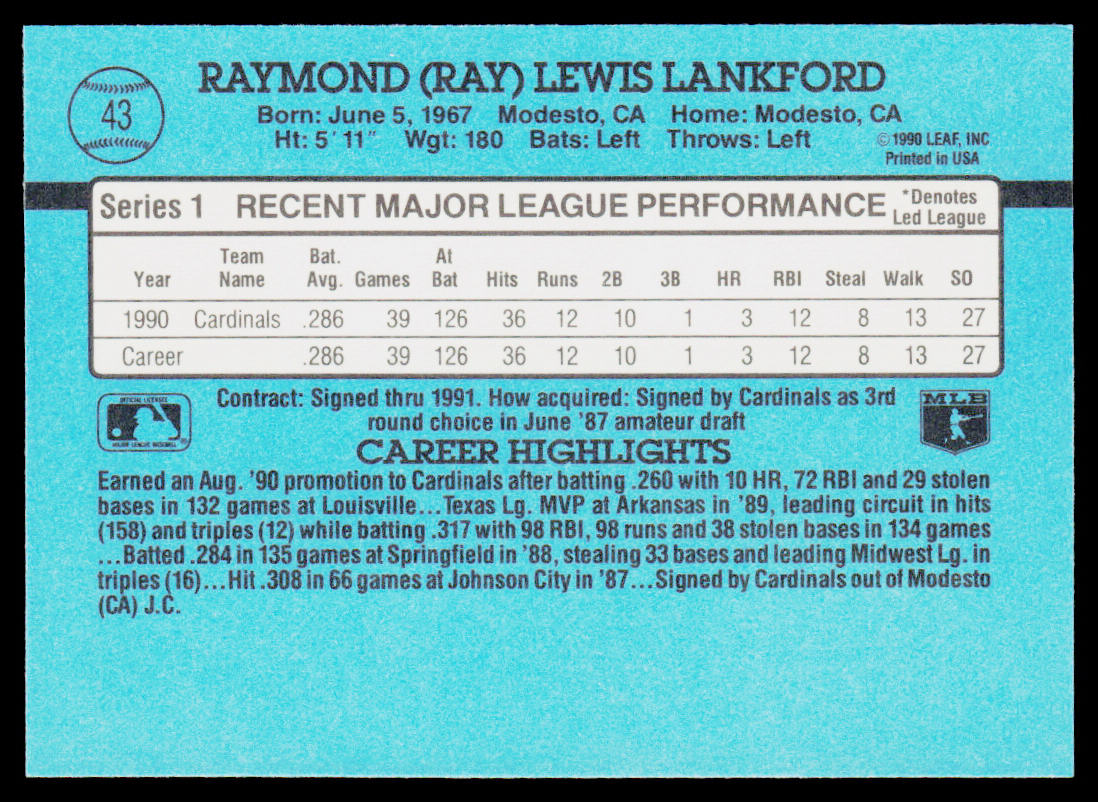 43
RAYMOND (RAY) LEWIS LANKFORD
Born: June 5, 1967 Modesto, CA Home: Modesto, CA
Ht: 5' 11" Wgt: 180 Bats: Left Throws: Left
© 1990 LEAF, INC
Printed in USA
Series 1 RECENT MAJOR LEAGUE PERFORMANCE *Denotes
Led League
Team Bat. At
Year Name Avg. Games Bat Hits Runs 2B 3B HR RBI Steal Walk SO
1990 Cardinals .286 39 126 36 12 10 1 3 12 8 13 27
Career .286 39 126 36 12 10 1 3 12 8 13 27
Contract: Signed thru 1991. How acquired: Signed by Cardinals as 3rd
round choice in June '87 amateur draft
OFFICIAL LICENSEE
MAJOR LEAGUE BASEBALL
MLB
CAREER HIGHLIGHTS
Earned an Aug. '90 promotion to Cardinals after batting .260 with 10 HR, 72 RBI and 29 stolen
bases in 132 games at Louisville...Texas Lg. MVP at Arkansas in '89, leading circuit in hits
(158) and triples (12) while batting .317 with 98 RBI, 98 runs and 38 stolen bases in 134 games
...Batted .284 in 135 games at Springfield in '88, stealing 33 bases and leading Midwest Lg. in
triples (16)...Hit .308 in 66 games at Johnson City in '87...Signed by Cardinals out of Modesto
(CA) J.C.